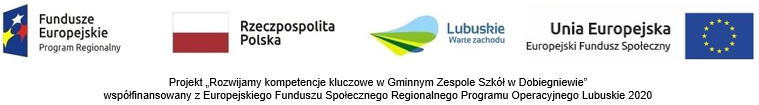 Fundusze
Europejskie
Program Regionalny
Rzeczpospolita
Polska
Lubuskie
Warte zachodu
Unia Europejska
Europejski Fundusz Społeczny
Projekt „Rozwijamy kompetencje kluczowe w Gminnym Zespole Szkół w Dobiegniewie”
współfinansowany z Europejskiego Funduszu Społecznego Regionalnego Programu Operacyjnego Lubuskie 2020